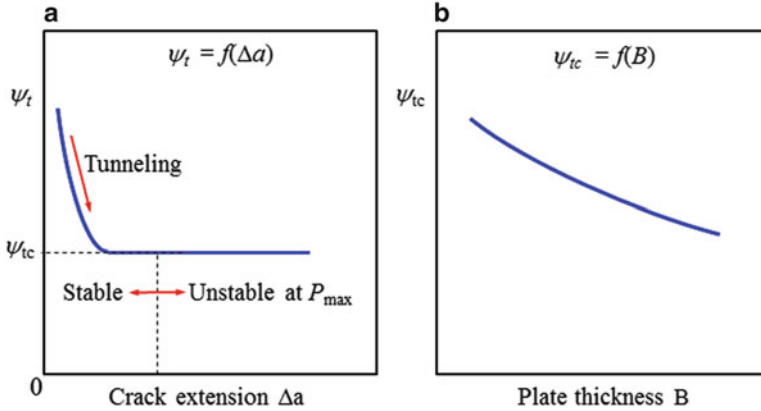 a
ψt = f(Δa)
ψt
Tunneling
ψtc
Stable
Unstable at Pmax
0
Crack extension Δa
b
ψtc = f(B)
ψtc
Plate thickness B